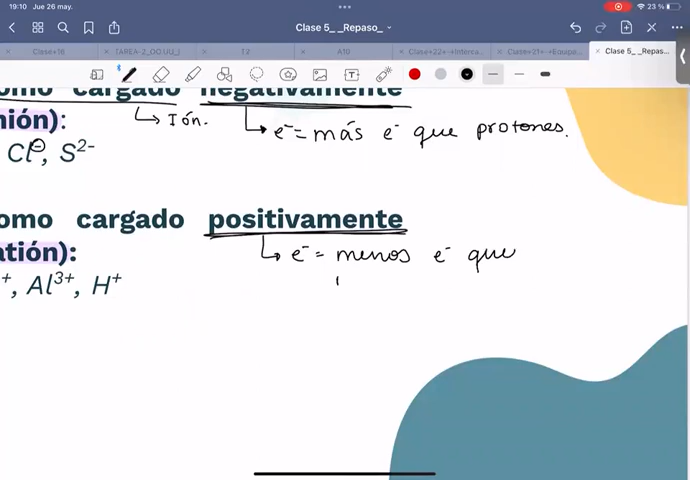 19:10 Jue 26 may.
23 %
Clase 5_ _Repaso_
Clase+16
TAREA-2_OO.UU_I
T2
A10
Clase+22+-+Interca...
Clase+21+-+Equipa...
Clase 5_ _Repas...
omo cargado negativamente
nión):
Ión.
e⁻ = más e⁻ que protones.
Cl⊖, S²⁻
omo cargado positivamente
atión):
e⁻ = menos e⁻ que
⁺, Al³⁺, H⁺